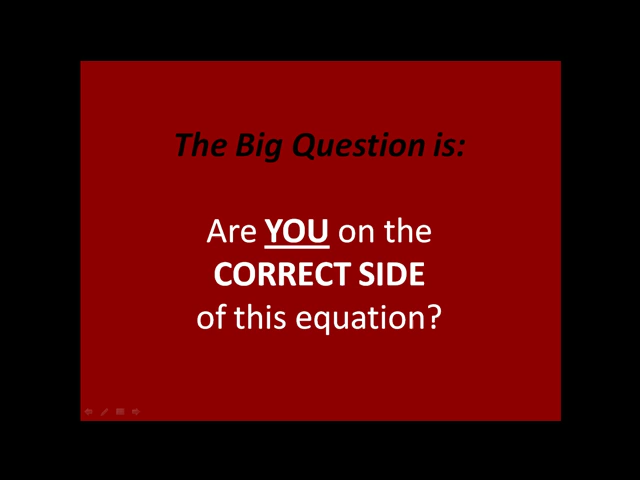 The Big Question is:
Are YOU on the
CORRECT SIDE
of this equation?